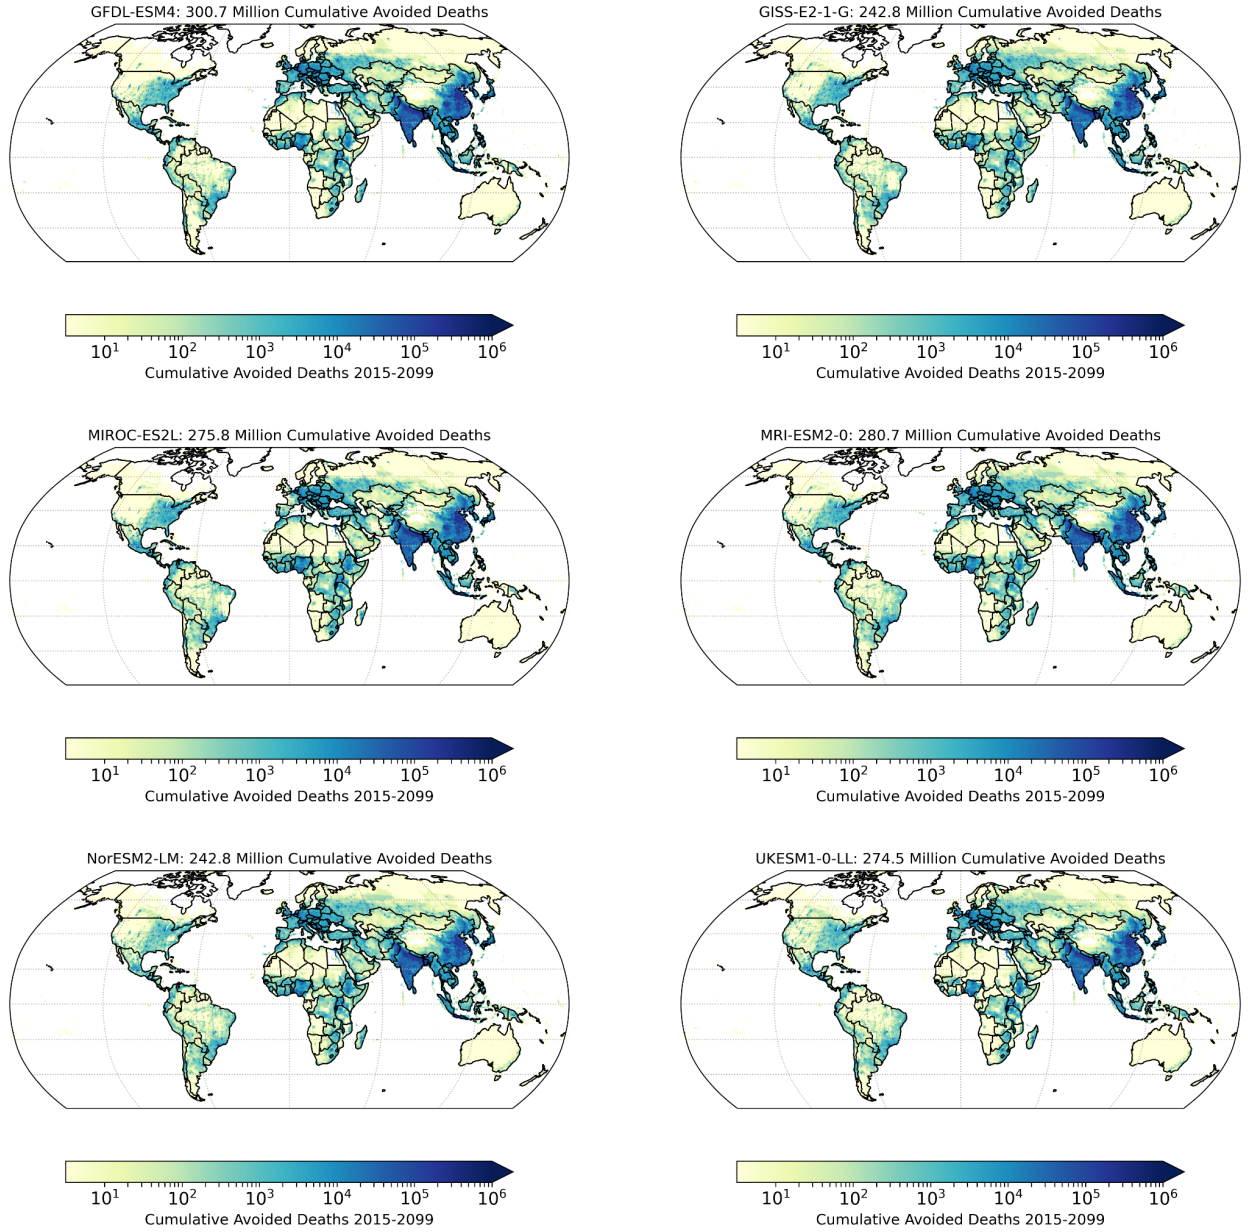 GFDL-ESM4: 300.7 Million Cumulative Avoided Deaths
GISS-E2-1-G: 242.8 Million Cumulative Avoided Deaths
10¹ 10² 10³ 10⁴ 10⁵ 10⁶
Cumulative Avoided Deaths 2015-2099
10¹ 10² 10³ 10⁴ 10⁵ 10⁶
Cumulative Avoided Deaths 2015-2099
MIROC-ES2L: 275.8 Million Cumulative Avoided Deaths
MRI-ESM2-0: 280.7 Million Cumulative Avoided Deaths
10¹ 10² 10³ 10⁴ 10⁵ 10⁶
Cumulative Avoided Deaths 2015-2099
10¹ 10² 10³ 10⁴ 10⁵ 10⁶
Cumulative Avoided Deaths 2015-2099
NorESM2-LM: 242.8 Million Cumulative Avoided Deaths
UKESM1-0-LL: 274.5 Million Cumulative Avoided Deaths
10¹ 10² 10³ 10⁴ 10⁵ 10⁶
Cumulative Avoided Deaths 2015-2099
10¹ 10² 10³ 10⁴ 10⁵ 10⁶
Cumulative Avoided Deaths 2015-2099